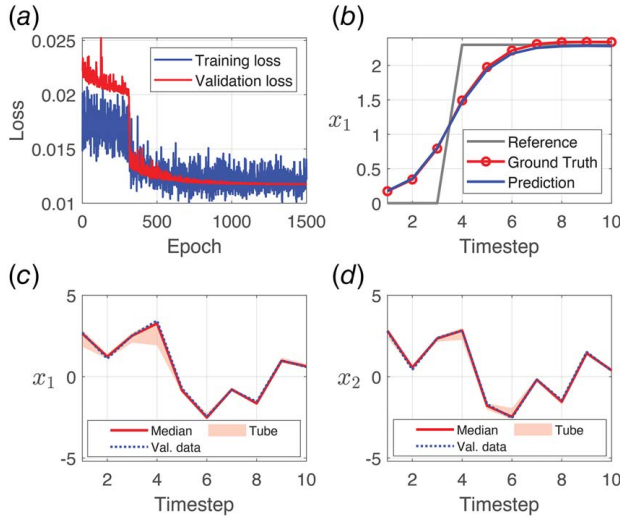 (a)
0.025
0.02
0.015
0.01
Loss
Training loss
Validation loss
0 500 1000 1500
Epoch
(b)
2
1.5
1
0.5
0
x1
Reference
Ground Truth
Prediction
2 4 6 8 10
Timestep
(c)
5
0
-5
x1
Median Tube
Val. data
2 4 6 8 10
Timestep
(d)
5
0
-5
x2
Median Tube
Val. data
2 4 6 8 10
Timestep